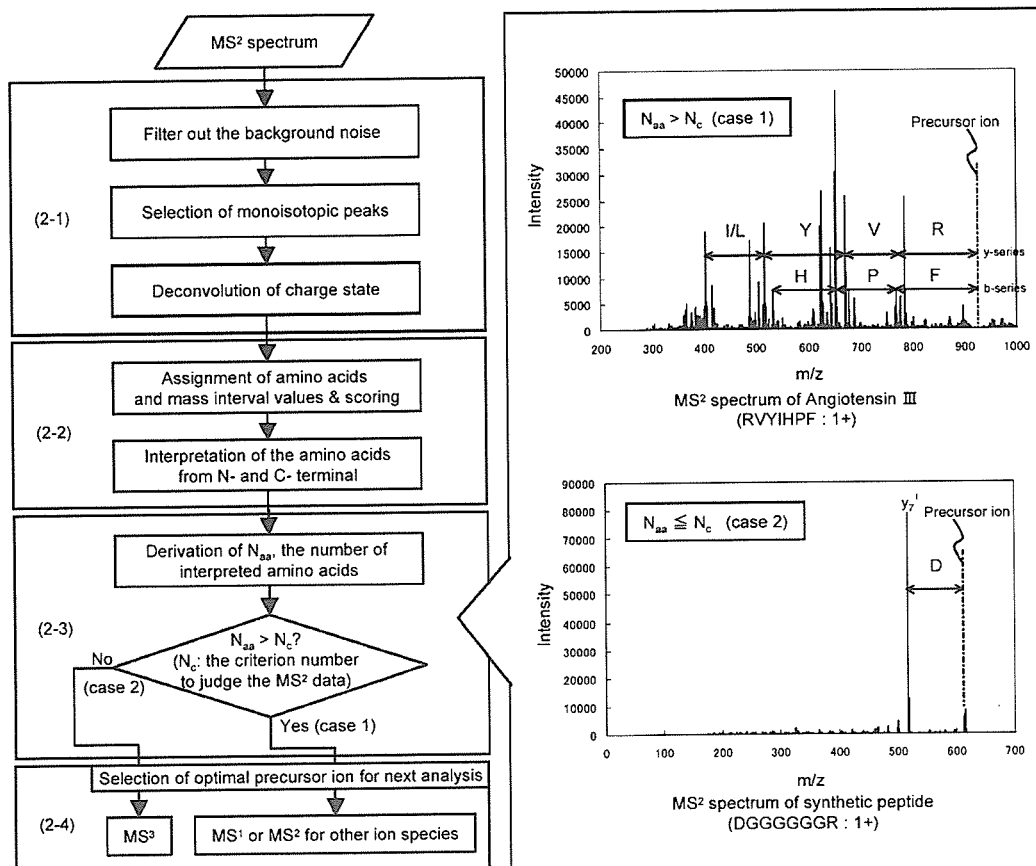 MS² spectrum
(2-1)
Filter out the background noise
Selection of monoisotopic peaks
Deconvolution of charge state
(2-2)
Assignment of amino acids
and mass interval values & scoring
Interpretation of the amino acids
from N- and C- terminal
(2-3)
Derivation of Naa, the number of
interpreted amino acids
Naa > Nc?
(Nc: the criterion number
to judge the MS² data)
No
(case 2)
Yes (case 1)
(2-4)
Selection of optimal precursor ion for next analysis
MS³
MS¹ or MS² for other ion species
Naa > Nc (case 1)
Precursor ion
Intensity
50000
45000
40000
35000
30000
25000
20000
15000
10000
5000
0
I/L Y V R y-series
H P F b-series
200 300 400 500 600 700 800 900 1000
m/z
MS² spectrum of Angiotensin Ⅲ
(RVYIHPF : 1+)
Naa ≦ Nc (case 2)
y₇¹
Precursor ion
D
Intensity
90000
80000
70000
60000
50000
40000
30000
20000
10000
0
0 100 200 300 400 500 600 700
m/z
MS² spectrum of synthetic peptide
(DGGGGGGR : 1+)